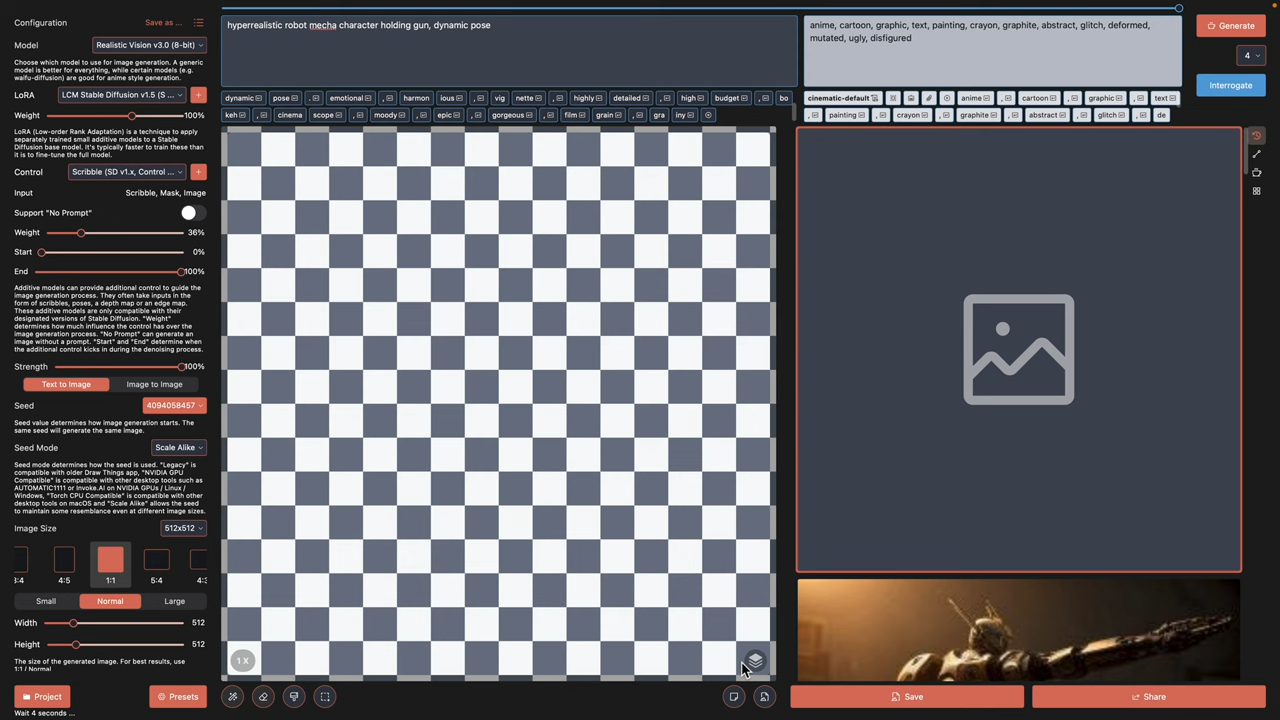 Configuration
Save as ...
Model
Realistic Vision v3.0 (8-bit)
Choose which model to use for image generation. A generic
model is better for everything, while certain models (e.g.
waifu-diffusion) are good for anime style generation.
LoRA
LCM Stable Diffusion v1.5 (S ...
+
Weight
100%
LoRA (Low-order Rank Adaptation) is a technique to apply
separately trained small additive models to a Stable
Diffusion base model. It's typically faster to train these than
it is to fine-tune the full model.
Control
Scribble (SD v1.x, Control ...
+
Input
Scribble, Mask, Image
Support "No Prompt"
Weight
36%
Start
0%
End
100%
Additive models can provide additional control to guide the
image generation process. They often take inputs in the
form of scribbles, poses, a depth map or an edge map.
These additive models are only compatible with their
designated versions of Stable Diffusion. "Weight"
determines how much influence the control has over the
image generation process. "No Prompt" can generate an
image without a prompt. "Start" and "End" determine when
the additional control kicks in during the denoising process.
Strength
100%
Text to Image
Image to Image
Seed
4094058457
Seed value determines how image generation starts. The
same seed will generate the same image.
Seed Mode
Scale Alike
Seed mode determines how the seed is used. "Legacy" is
compatible with older Draw Things app, "NVIDIA GPU
Compatible" is compatible with other desktop tools such as
AUTOMATIC1111 or Invoke.AI on NVIDIA GPUs / Linux /
Windows, "Torch CPU Compatible" is compatible with other
desktop tools on macOS and "Scale Alike" allows the seed
to maintain some resemblance even at different image sizes.
Image Size
512x512
3:4 4:5 1:1 5:4 4:3
Small Normal Large
Width
512
Height
512
The size of the generated image. For best results, use
1:1 / Normal
Project
Presets
Wait 4 seconds ...
hyperrealistic robot mecha character holding gun, dynamic pose
dynamic pose , emotional , harmon ious , vig nette , highly detailed , high budget , bo
keh , cinema scope , moody , epic , gorgeous , film grain , gra iny
1 X
anime, cartoon, graphic, text, painting, crayon, graphite, abstract, glitch, deformed,
mutated, ugly, disfigured
cinematic-default anime , cartoon , graphic , text
, painting , crayon , graphite , abstract , glitch , de
Generate
4
Interrogate
Save
Share